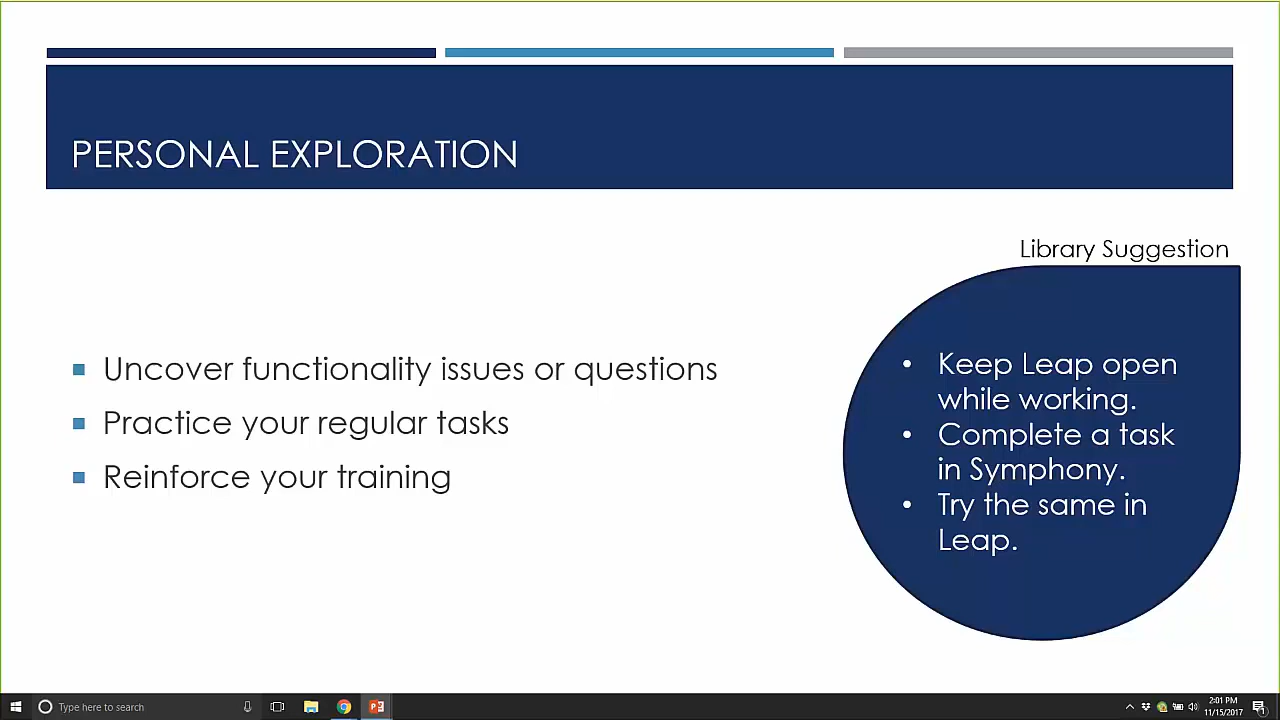 PERSONAL EXPLORATION
Library Suggestion
▪ Uncover functionality issues or questions
▪ Practice your regular tasks
▪ Reinforce your training
• Keep Leap open
while working.
• Complete a task
in Symphony.
• Try the same in
Leap.
Type here to search
2:01 PM
11/15/2017